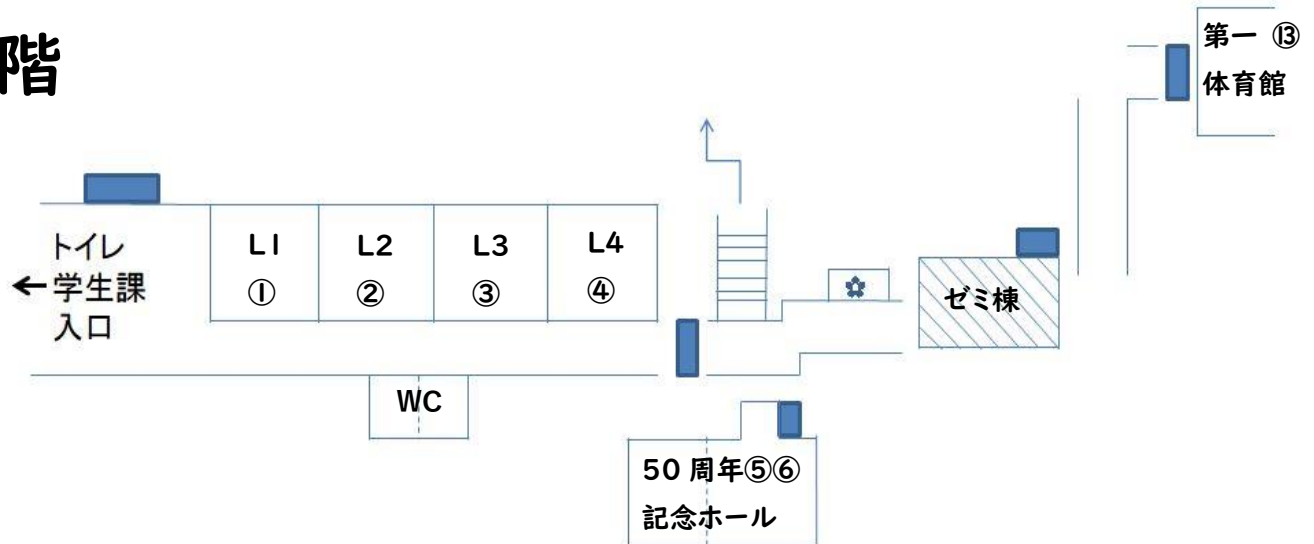 階
第一 ⑬
体育館
トイレ
←学生課
入口
L1
①
L2
②
L3
③
L4
④
ゼミ棟
WC
50 周年⑤⑥
記念ホール